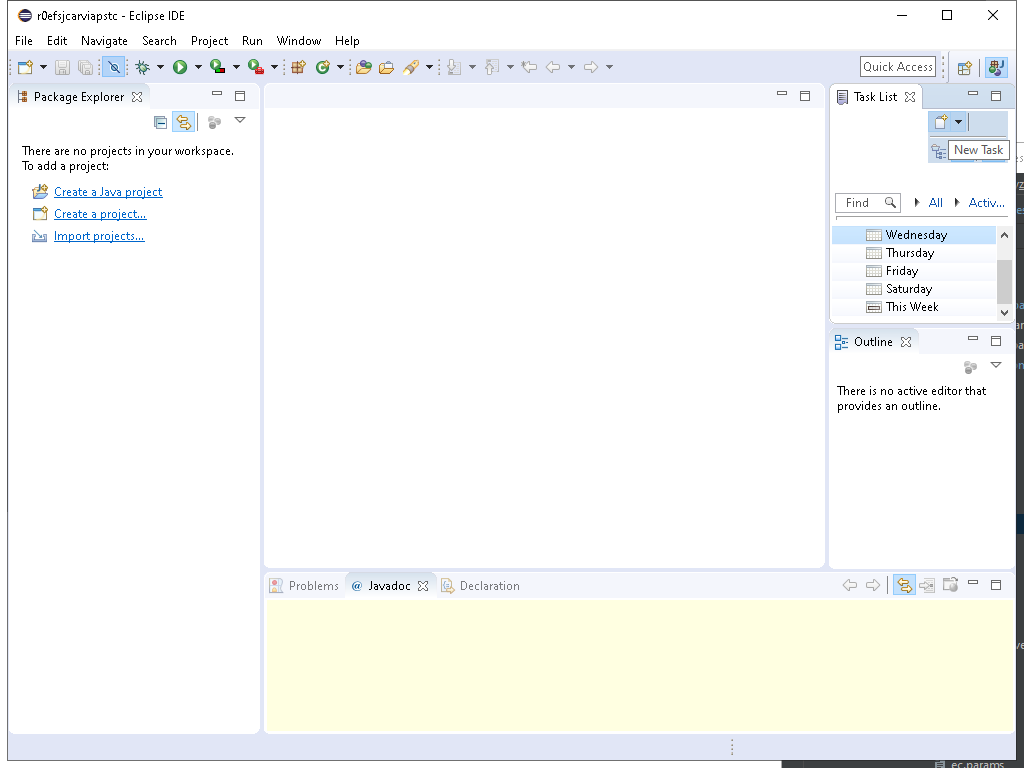 r0efsjcarviapstc - Eclipse IDE
File Edit Navigate Search Project Run Window Help
Quick Access
Package Explorer
There are no projects in your workspace.
To add a project:
Create a Java project
Create a project...
Import projects...
Task List
New Task
Find All Activ...
Wednesday
Thursday
Friday
Saturday
This Week
Outline
There is no active editor that
provides an outline.
Problems @ Javadoc Declaration
ec.params